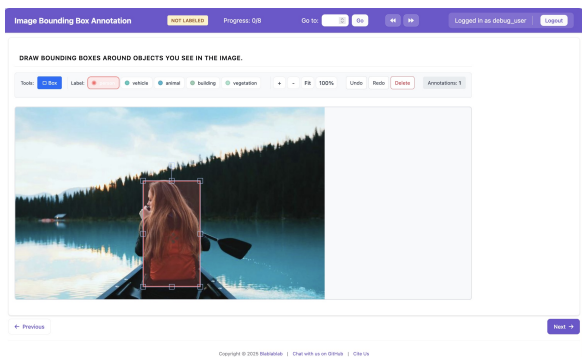 Image Bounding Box Annotation
NOT LABELED
Progress: 0/8
Go to:
Go
Logged in as debug_user
Logout
DRAW BOUNDING BOXES AROUND OBJECTS YOU SEE IN THE IMAGE.
Tools:
Box
Label:
vehicle
animal
building
vegetation
+
-
Fit
100%
Undo
Redo
Delete
Annotations: 1
← Previous
Next →
Copyright © 2025 Blablablab | Chat with us on GitHub | Cite Us